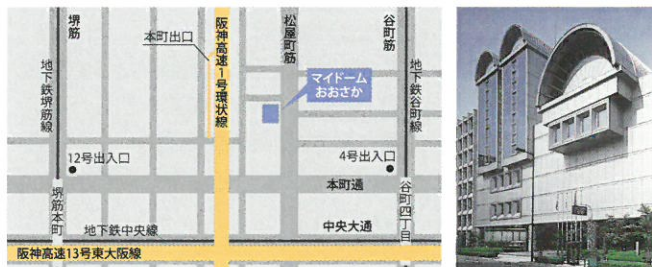 堺筋
本町出口
阪神高速1号環状線
松屋町筋
谷町筋
地下鉄堺筋線
マイドーム
おおさか
地下鉄谷町線
12号出入口
4号出入口
堺筋本町
本町通
谷町四丁目
地下鉄中央線
中央大通
阪神高速13号東大阪線